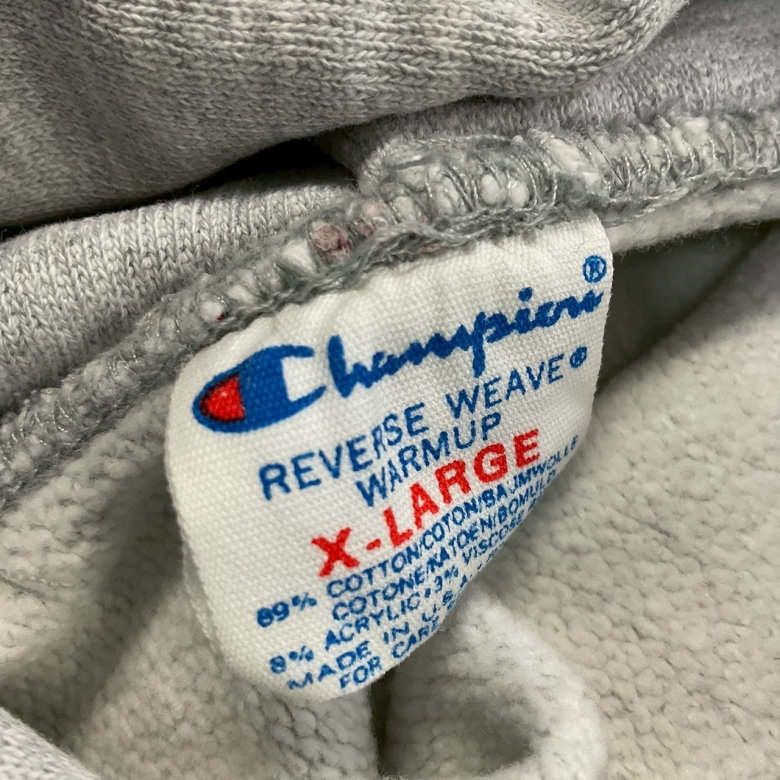 Champion®
REVERSE WEAVE®
WARMUP
X-LARGE
89% COTTON/COTON/BAUMWOLLE
COTONE/KATOEN/BOMULD
8% ACRYLIC•3% VISCOSE
MADE IN U.S.A.
FOR CARE